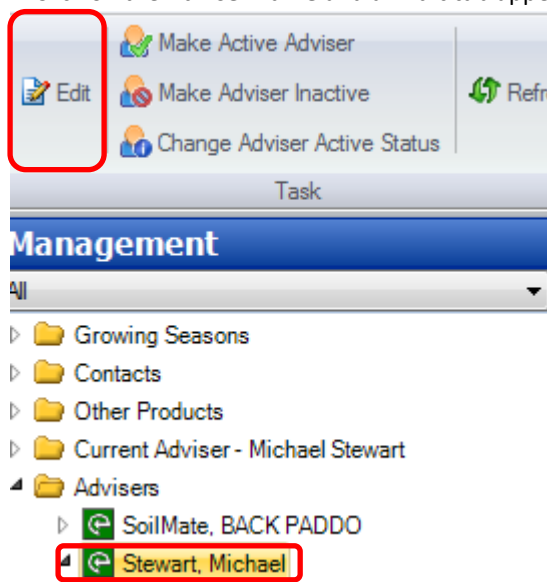 Make Active Adviser
Edit
Make Adviser Inactive
Refr
Change Adviser Active Status
Task
Management
All
Growing Seasons
Contacts
Other Products
Current Adviser - Michael Stewart
Advisers
SoilMate, BACK PADDO
Stewart, Michael